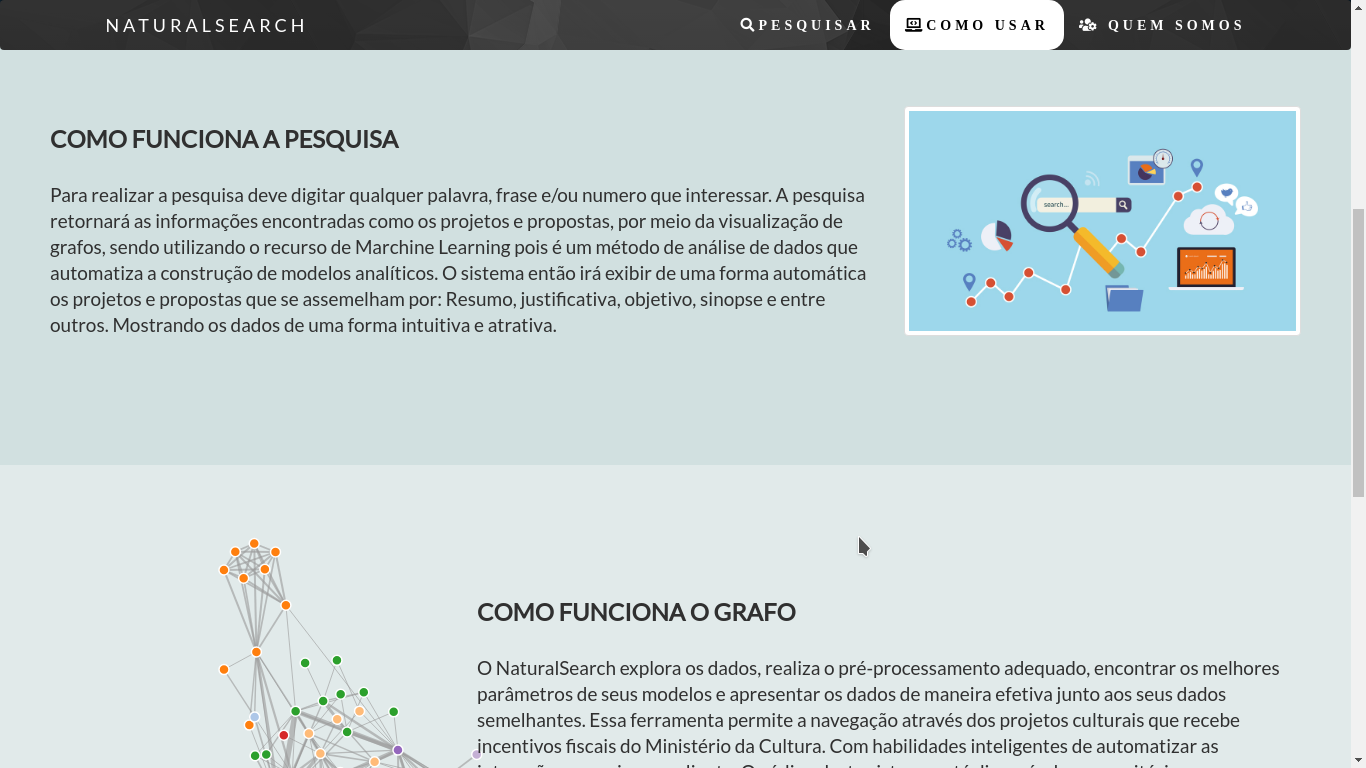 NATURALSEARCH
PESQUISAR
COMO USAR
QUEM SOMOS
COMO FUNCIONA A PESQUISA
Para realizar a pesquisa deve digitar qualquer palavra, frase e/ou numero que interessar. A pesquisa
retornará as informações encontradas como os projetos e propostas, por meio da visualização de
grafos, sendo utilizando o recurso de Marchine Learning pois é um método de análise de dados que
automatiza a construção de modelos analíticos. O sistema então irá exibir de uma forma automática
os projetos e propostas que se assemelham por: Resumo, justificativa, objetivo, sinopse e entre
outros. Mostrando os dados de uma forma intuitiva e atrativa.
search...
COMO FUNCIONA O GRAFO
O NaturalSearch explora os dados, realiza o pré-processamento adequado, encontrar os melhores
parâmetros de seus modelos e apresentar os dados de maneira efetiva junto aos seus dados
semelhantes. Essa ferramenta permite a navegação através dos projetos culturais que recebe
incentivos fiscais do Ministério da Cultura. Com habilidades inteligentes de automatizar as